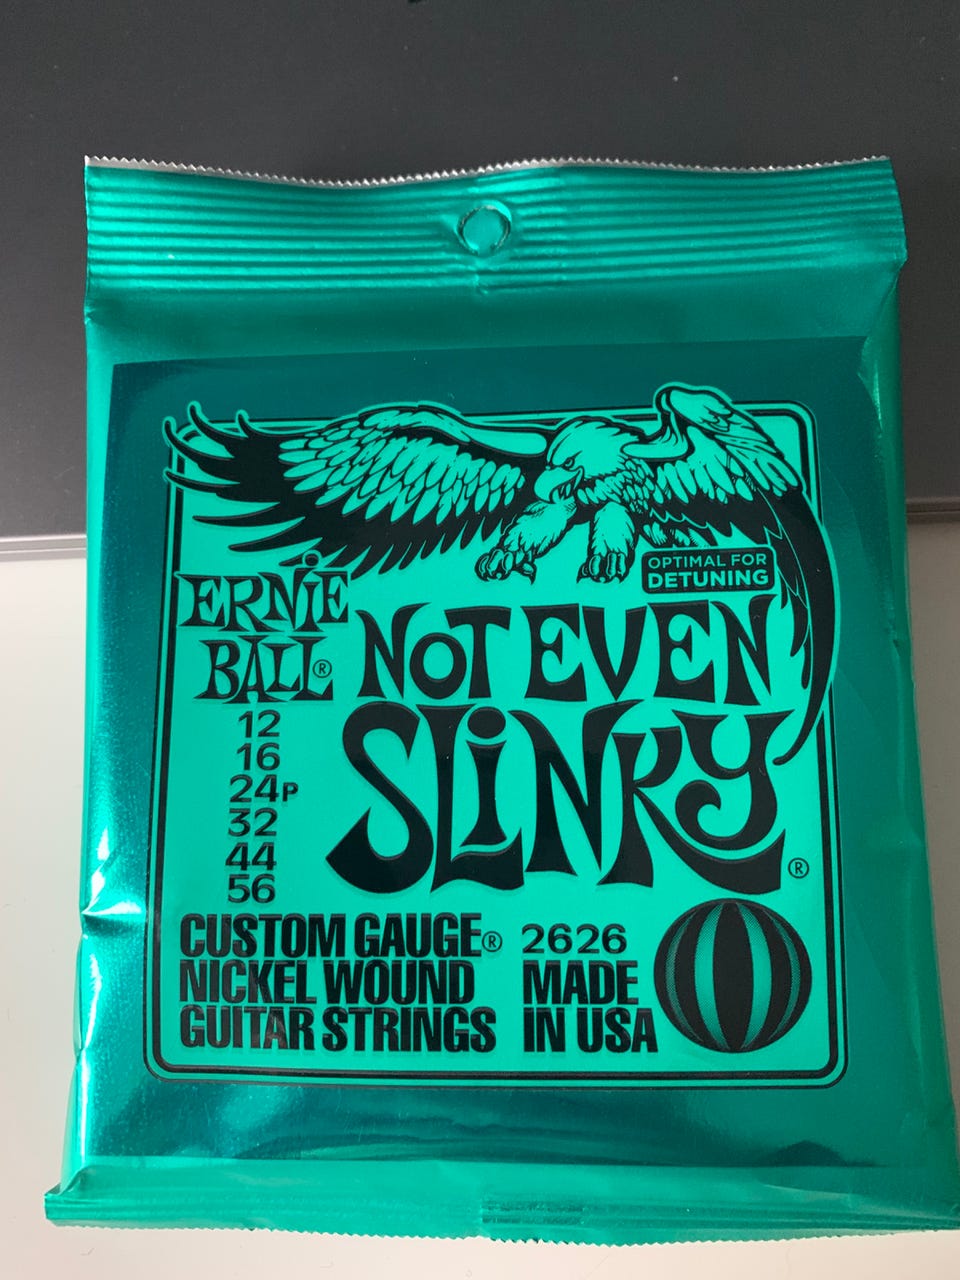 OPTIMAL FOR
DETUNING
ERNiE
BALL®
NOT EVEN
SLiNKY®
12
16
24P
32
44
56
CUSTOM GAUGE®
NICKEL WOUND
GUITAR STRINGS
2626
MADE
IN USA